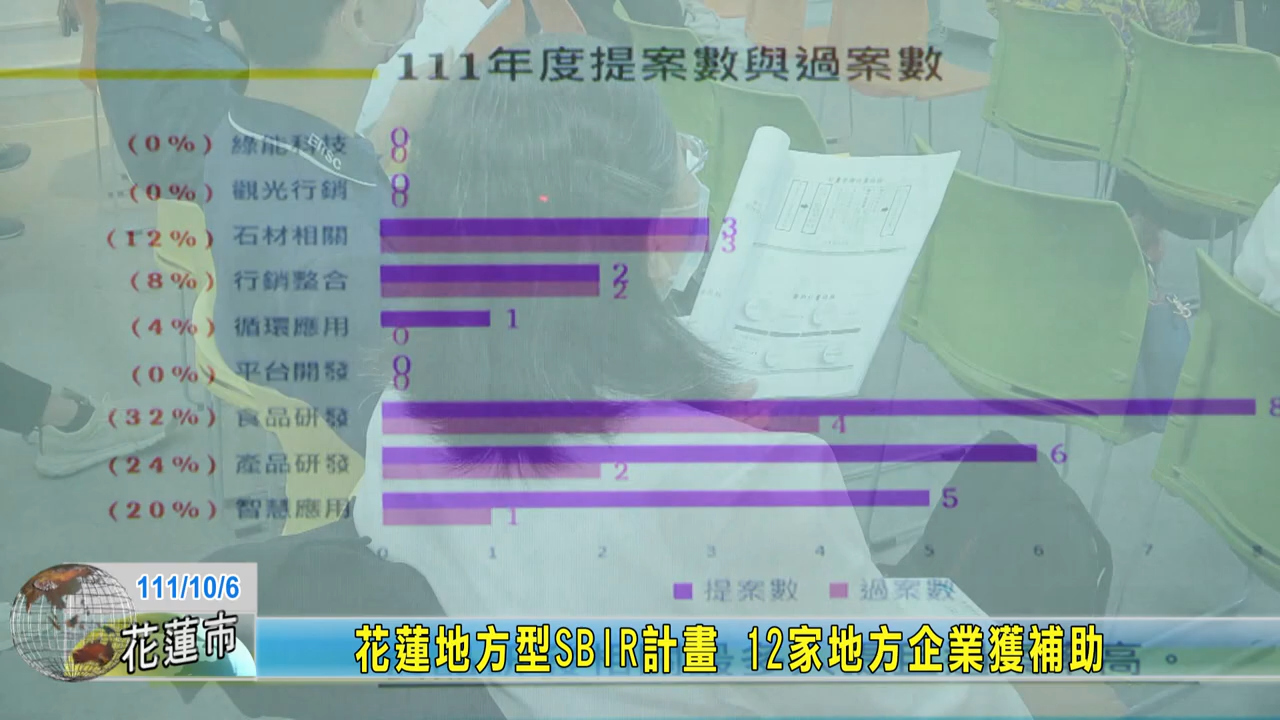 111年度提案數與過案數
(0%) 綠能科技 0 0
(0%) 觀光行銷 0 0
(12%) 石材相關 3 3
(8%) 行銷整合 2 2
(4%) 循環應用 1 0
(0%) 平台開發 0 0
(32%) 食品研發 8 4
(24%) 產品研發 6 2
(20%) 智慧應用 5 1
0 1 2 3 4 5 6 7 8
提案數 過案數
111/10/6
花蓮市
花蓮地方型SBIR計畫 12家地方企業獲補助
高。